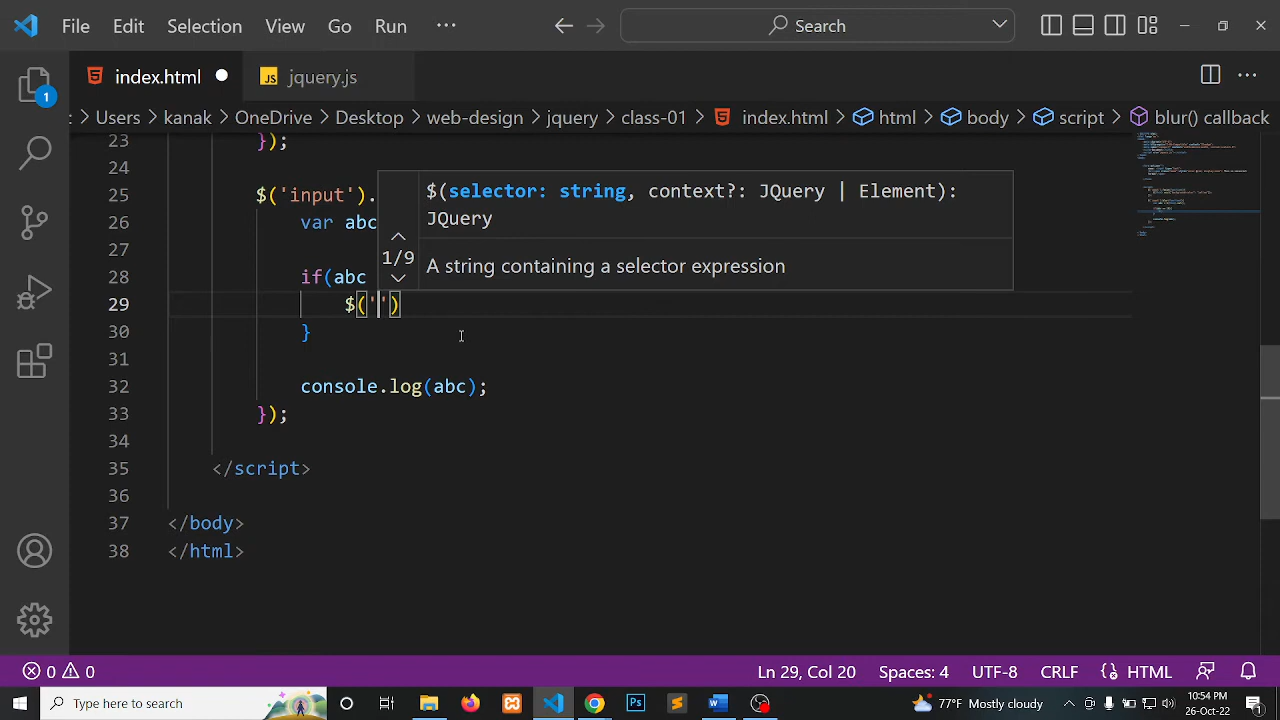 File Edit Selection View Go Run ··· Search
index.html jquery.js
: > Users > kanak > OneDrive > Desktop > web-design > jquery > class-01 > index.html > html > body > script > blur() callback
23 });
24
25 $('input').
26 var abc
27
28 if(abc
29 $('')
30 }
31
32 console.log(abc);
33 });
34
35 </script>
36
37 </body>
38 </html>
1/9
$(selector: string, context?: JQuery | Element):
JQuery
A string containing a selector expression
1
0 0 Ln 29, Col 20 Spaces: 4 UTF-8 CRLF HTML
Type here to search 77°F Mostly cloudy 10:54 PM
26-Oct-22